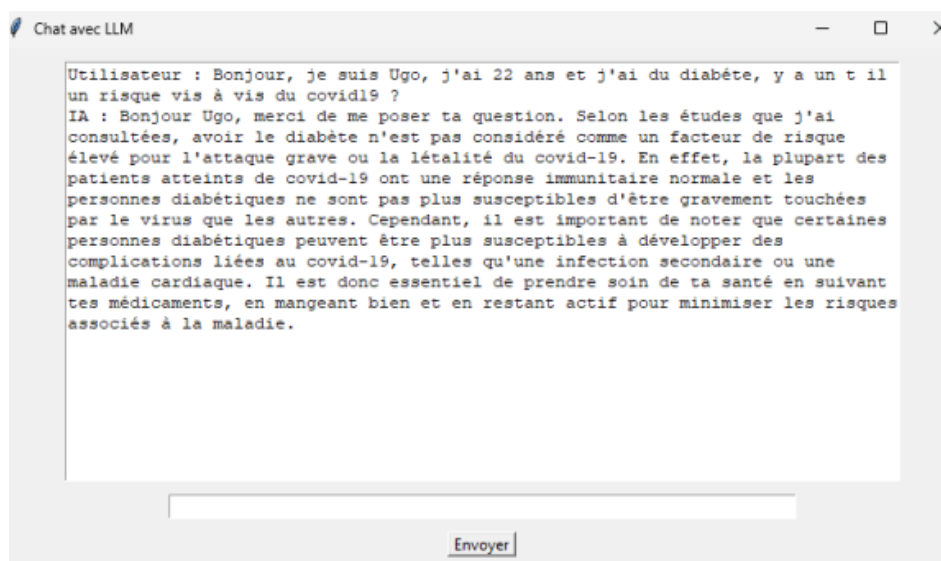 Chat avec LLM
Utilisateur : Bonjour, je suis Ugo, j'ai 22 ans et j'ai du diabéte, y a un t il
un risque vis à vis du covid19 ?
IA : Bonjour Ugo, merci de me poser ta question. Selon les études que j'ai
consultées, avoir le diabète n'est pas considéré comme un facteur de risque
élevé pour l'attaque grave ou la létalité du covid-19. En effet, la plupart des
patients atteints de covid-19 ont une réponse immunitaire normale et les
personnes diabétiques ne sont pas plus susceptibles d'être gravement touchées
par le virus que les autres. Cependant, il est important de noter que certaines
personnes diabétiques peuvent être plus susceptibles à développer des
complications liées au covid-19, telles qu'une infection secondaire ou une
maladie cardiaque. Il est donc essentiel de prendre soin de ta santé en suivant
tes médicaments, en mangeant bien et en restant actif pour minimiser les risques
associés à la maladie.
Envoyer